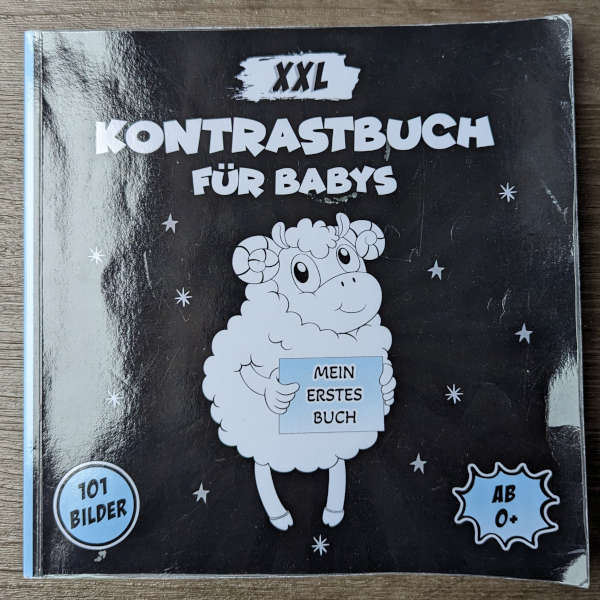 XXL
KONTRASTBUCH
FÜR BABYS
MEIN
ERSTES
BUCH
101
BILDER
AB
0+